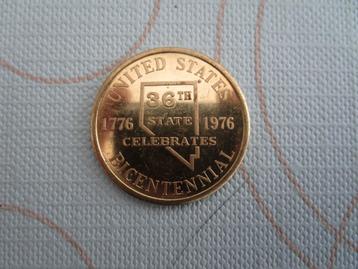 UNITED STATES
36TH
1776 STATE 1976
CELEBRATES
BICENTENNIAL